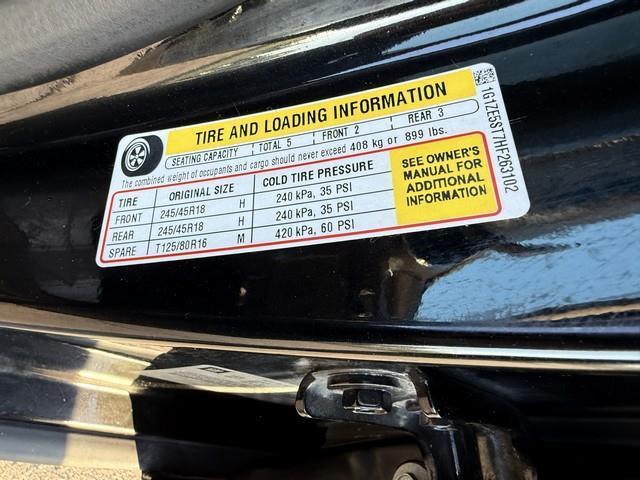 TIRE AND LOADING INFORMATION
SEATING CAPACITY TOTAL 5 FRONT 2 REAR 3
The combined weight of occupants and cargo should never exceed 408 kg or 899 lbs.
TIRE ORIGINAL SIZE COLD TIRE PRESSURE
FRONT 245/45R18 H 240 kPa, 35 PSI
REAR 245/45R18 H 240 kPa, 35 PSI
SPARE T125/80R16 M 420 kPa, 60 PSI
SEE OWNER'S
MANUAL FOR
ADDITIONAL
INFORMATION
1G1ZE5ST7HF263102